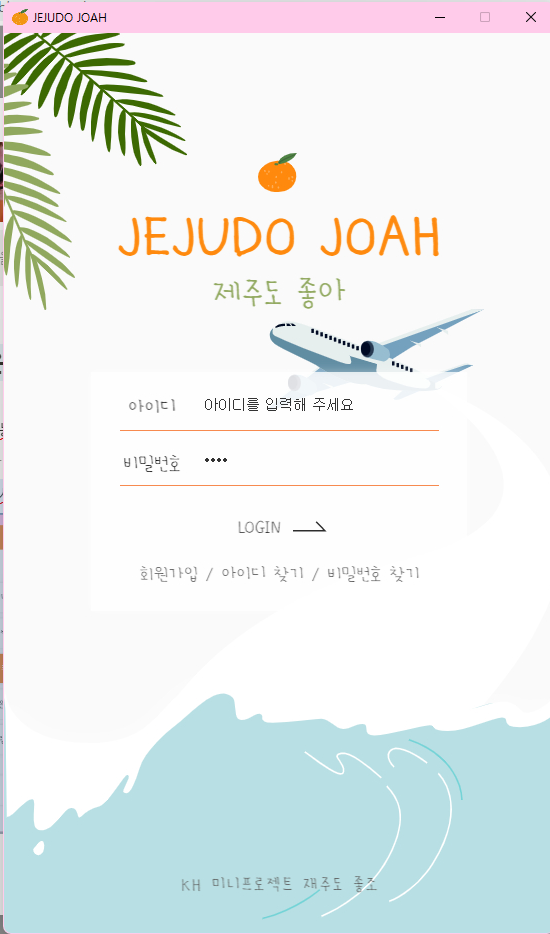 JEJUDO JOAH
JEJUDO JOAH
제주도 좋아
아이디 아이디를 입력해 주세요
비밀번호 ••••
LOGIN
회원가입 / 아이디 찾기 / 비밀번호 찾기
KH 미니프로젝트 재주도 좋조